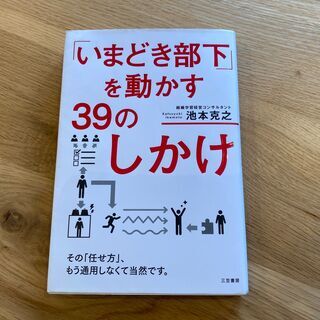 「いまどき部下」
を動かす
39の
しかけ
組織学習経営コンサルタント
池本克之
Katsuyuki
Ikemoto
その「任せ方」、
もう通用しなくて当然です。
三笠書房